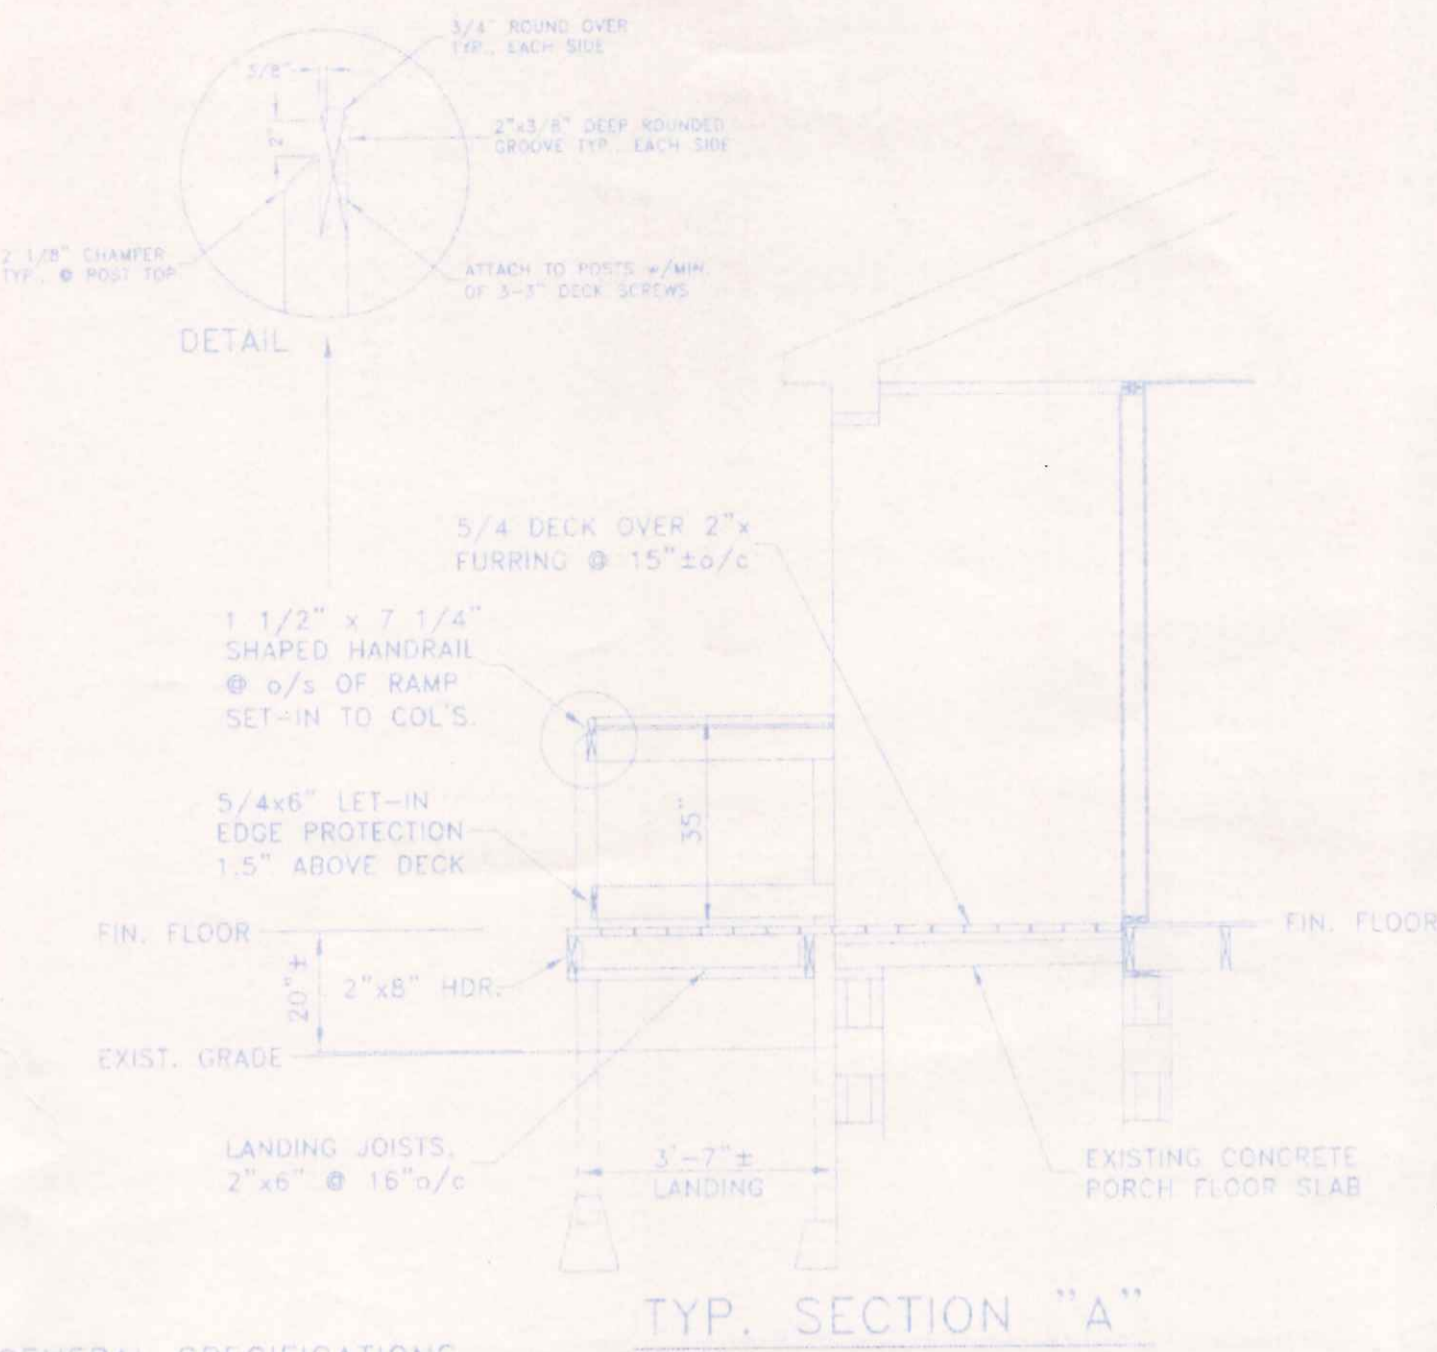 3/4" ROUND OVER
TYP., EACH SIDE
5/8"
2"x3/8" DEEP ROUNDED
GROOVE TYP., EACH SIDE
2"
2 1/8" CHAMFER
TYP., @ POST TOP
ATTACH TO POSTS w/MIN.
OF 3-3" DECK SCREWS
DETAIL
5/4 DECK OVER 2"x
FURRING @ 15"±o/c
1 1/2" x 7 1/4"
SHAPED HANDRAIL
@ o/s OF RAMP
SET-IN TO COL'S.
5/4x6" LET-IN
EDGE PROTECTION
1.5" ABOVE DECK
35"
FIN. FLOOR
FIN. FLOOR
20"±
2"x8" HDR.
EXIST. GRADE
LANDING JOISTS,
2"x6" @ 16"o/c
3'-7"±
LANDING
EXISTING CONCRETE
PORCH FLOOR SLAB
TYP. SECTION "A"
GENERAL SPECIFICATIONS